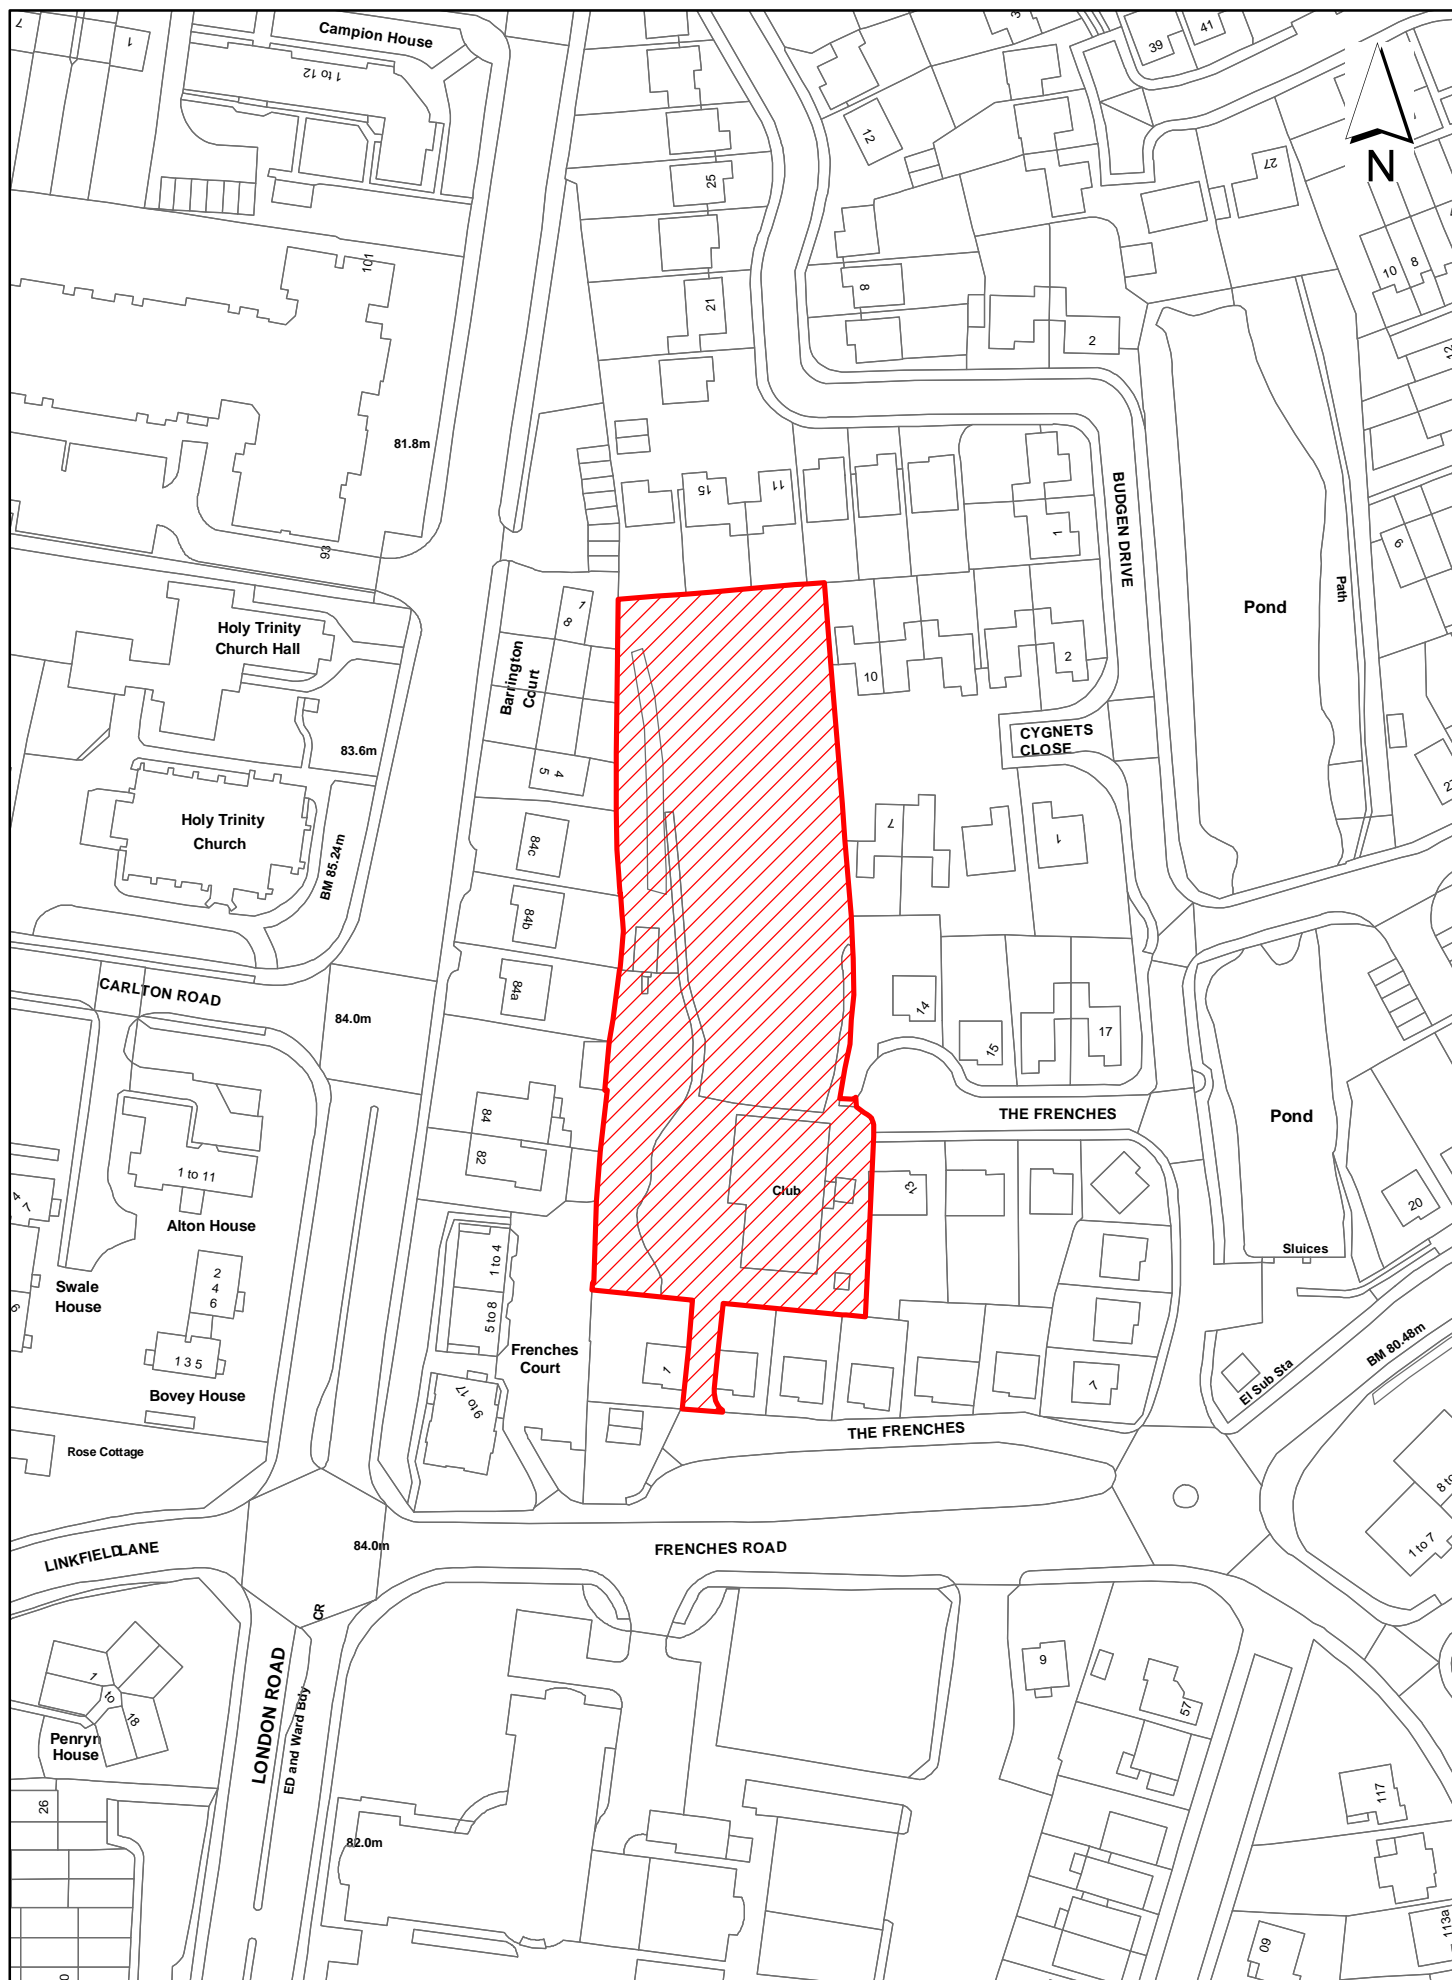 Campion House
1 to 12
7
1
39
41
12
27
N
25
101
21
8
2
10
8
12
81.8m
15
11
BUDGEN DRIVE
1
93
6
Path
Pond
Holy Trinity
Church Hall
1
8
Barrington
Court
2
10
83.6m
CYGNETS
CLOSE
4
5
Holy Trinity
Church
84c
7
1
BM 85.24m
84b
CARLTON ROAD
84a
84.0m
14
15
17
THE FRENCHES
Pond
84
82
1 to 11
4
7
Alton House
Club
13
20
Sluices
1 to 4
5 to 8
2
4
6
Swale
House
6
1 3 5
Bovey House
Frenches
Court
9 to 17
1
7
El Sub Sta
BM 80.48m
THE FRENCHES
Rose Cottage
LINKFIELD LANE
84.0m
FRENCHES ROAD
1 to 7
CR
LONDON ROAD
ED and Ward Bdy
1
to
18
Penryn
House
9
57
26
82.0m
117
60
113a